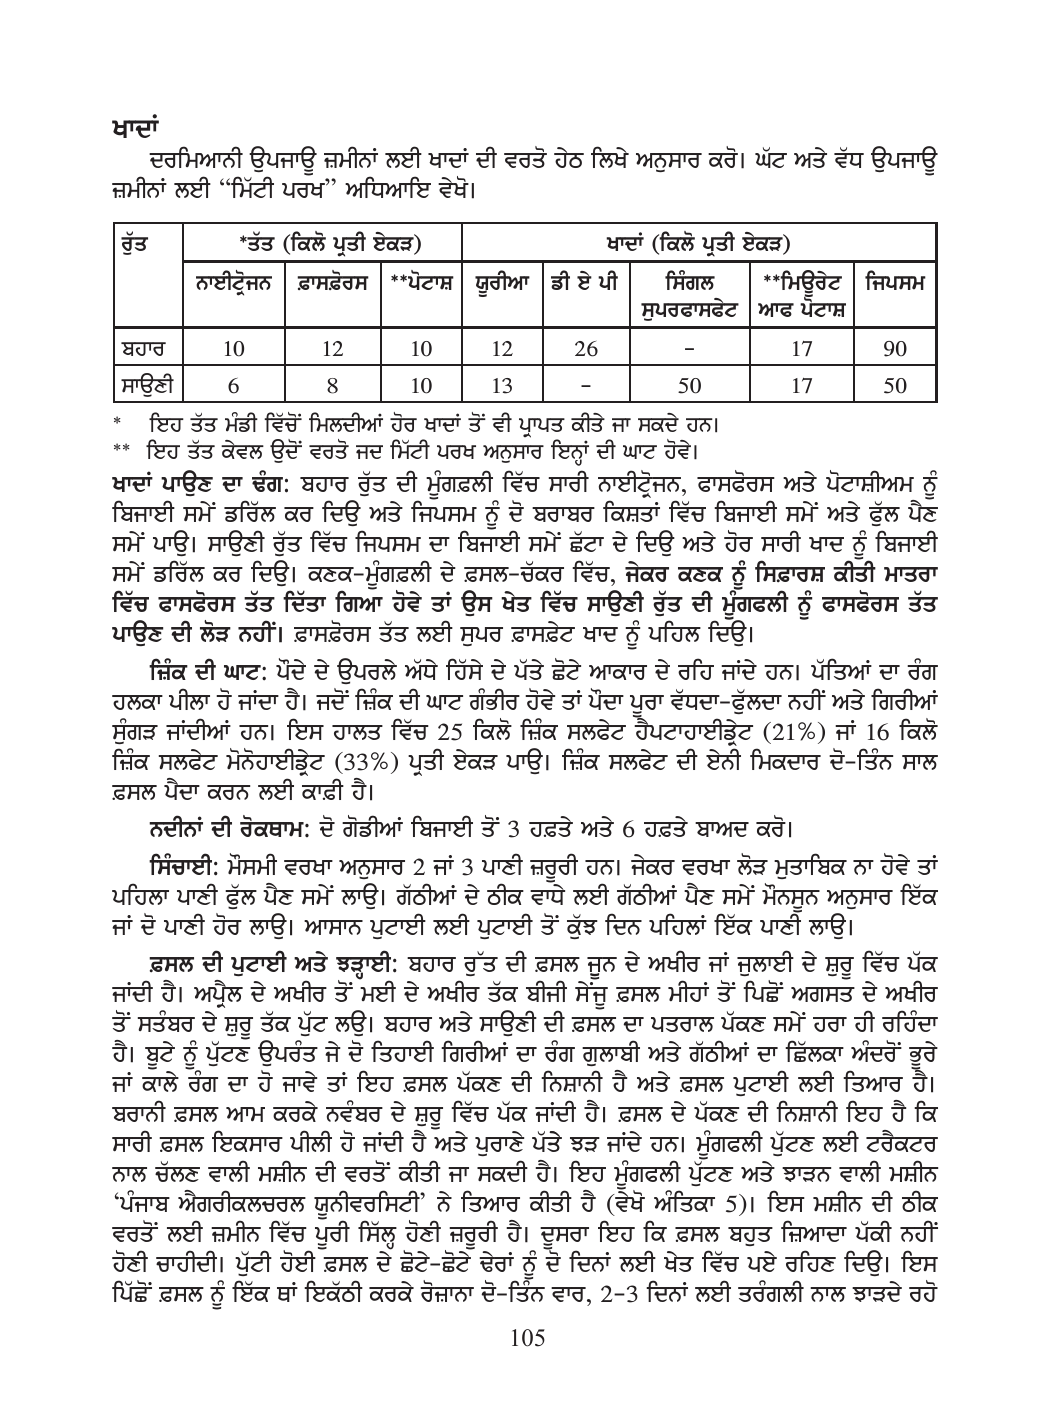 ਖਾਦਾਂ
ਦਰਮਿਆਨੀ ਉਪਜਾਊ ਜ਼ਮੀਨਾਂ ਲਈ ਖਾਦਾਂ ਦੀ ਵਰਤੋ ਹੇਠ ਲਿਖੇ ਅਨੁਸਾਰ ਕਰੋ। ਘੱਟ ਅਤੇ ਵੱਧ ਉਪਜਾਊ
ਜ਼ਮੀਨਾਂ ਲਈ “ਮਿੱਟੀ ਪਰਖ” ਅਧਿਆਇ ਵੇਖੋ।
ਰੁੱਤ *ਤੱਤ (ਕਿਲੋ ਪ੍ਰਤੀ ਏਕੜ) ਖਾਦਾਂ (ਕਿਲੋ ਪ੍ਰਤੀ ਏਕੜ)
ਨਾਈਟ੍ਰੋਜਨ ਫ਼ਾਸਫ਼ੋਰਸ **ਪੋਟਾਸ਼ ਯੂਰੀਆ ਡੀ ਏ ਪੀ ਸਿੰਗਲ **ਮਿਊਰੇਟ ਜਿਪਸਮ
ਸੁਪਰਫਾਸਫੇਟ ਆਫ ਪੋਟਾਸ਼
ਬਹਾਰ 10 12 10 12 26 - 17 90
ਸਾਉਣੀ 6 8 10 13 - 50 17 50
* ਇਹ ਤੱਤ ਮੰਡੀ ਵਿੱਚੋਂ ਮਿਲਦੀਆਂ ਹੋਰ ਖਾਦਾਂ ਤੋਂ ਵੀ ਪ੍ਰਾਪਤ ਕੀਤੇ ਜਾ ਸਕਦੇ ਹਨ।
** ਇਹ ਤੱਤ ਕੇਵਲ ਉਦੋਂ ਵਰਤੋ ਜਦ ਮਿੱਟੀ ਪਰਖ ਅਨੁਸਾਰ ਇਨ੍ਹਾਂ ਦੀ ਘਾਟ ਹੋਵੇ।
ਖਾਦਾਂ ਪਾਉਣ ਦਾ ਢੰਗ: ਬਹਾਰ ਰੁੱਤ ਦੀ ਮੂੰਗਫ਼ਲੀ ਵਿੱਚ ਸਾਰੀ ਨਾਈਟ੍ਰੋਜਨ, ਫਾਸਫੋਰਸ ਅਤੇ ਪੋਟਾਸ਼ੀਅਮ ਨੂੰ
ਬਿਜਾਈ ਸਮੇਂ ਡਰਿੱਲ ਕਰ ਦਿਉ ਅਤੇ ਜਿਪਸਮ ਨੂੰ ਦੋ ਬਰਾਬਰ ਕਿਸ਼ਤਾਂ ਵਿੱਚ ਬਿਜਾਈ ਸਮੇਂ ਅਤੇ ਫੁੱਲ ਪੈਣ
ਸਮੇਂ ਪਾਉ। ਸਾਉਣੀ ਰੁੱਤ ਵਿੱਚ ਜਿਪਸਮ ਦਾ ਬਿਜਾਈ ਸਮੇਂ ਛੱਟਾ ਦੇ ਦਿਉ ਅਤੇ ਹੋਰ ਸਾਰੀ ਖਾਦ ਨੂੰ ਬਿਜਾਈ
ਸਮੇਂ ਡਰਿੱਲ ਕਰ ਦਿਉ। ਕਣਕ-ਮੂੰਗਫ਼ਲੀ ਦੇ ਫ਼ਸਲ-ਚੱਕਰ ਵਿੱਚ, ਜੇਕਰ ਕਣਕ ਨੂੰ ਸਿਫ਼ਾਰਸ਼ ਕੀਤੀ ਮਾਤਰਾ
ਵਿੱਚ ਫਾਸਫੋਰਸ ਤੱਤ ਦਿੱਤਾ ਗਿਆ ਹੋਵੇ ਤਾਂ ਉਸ ਖੇਤ ਵਿੱਚ ਸਾਉਣੀ ਰੁੱਤ ਦੀ ਮੂੰਗਫਲੀ ਨੂੰ ਫਾਸਫੋਰਸ ਤੱਤ
ਪਾਉਣ ਦੀ ਲੋੜ ਨਹੀਂ। ਫ਼ਾਸਫ਼ੋਰਸ ਤੱਤ ਲਈ ਸੁਪਰ ਫ਼ਾਸਫ਼ੇਟ ਖਾਦ ਨੂੰ ਪਹਿਲ ਦਿਉ।
ਜ਼ਿੰਕ ਦੀ ਘਾਟ: ਪੌਦੇ ਦੇ ਉਪਰਲੇ ਅੱਧੇ ਹਿੱਸੇ ਦੇ ਪੱਤੇ ਛੋਟੇ ਆਕਾਰ ਦੇ ਰਹਿ ਜਾਂਦੇ ਹਨ। ਪੱਤਿਆਂ ਦਾ ਰੰਗ
ਹਲਕਾ ਪੀਲਾ ਹੋ ਜਾਂਦਾ ਹੈ। ਜਦੋਂ ਜ਼ਿੰਕ ਦੀ ਘਾਟ ਗੰਭੀਰ ਹੋਵੇ ਤਾਂ ਪੌਦਾ ਪੂਰਾ ਵੱਧਦਾ-ਫੁੱਲਦਾ ਨਹੀਂ ਅਤੇ ਗਿਰੀਆਂ
ਸੁੰਗੜ ਜਾਂਦੀਆਂ ਹਨ। ਇਸ ਹਾਲਤ ਵਿੱਚ 25 ਕਿਲੋ ਜ਼ਿੰਕ ਸਲਫੇਟ ਹੈਪਟਾਹਾਈਡ੍ਰੇਟ (21%) ਜਾਂ 16 ਕਿਲੋ
ਜ਼ਿੰਕ ਸਲਫੇਟ ਮੋਨੋਹਾਈਡ੍ਰੇਟ (33%) ਪ੍ਰਤੀ ਏਕੜ ਪਾਉ। ਜ਼ਿੰਕ ਸਲਫੇਟ ਦੀ ਏਨੀ ਮਿਕਦਾਰ ਦੋ-ਤਿੰਨ ਸਾਲ
ਫ਼ਸਲ ਪੈਦਾ ਕਰਨ ਲਈ ਕਾਫ਼ੀ ਹੈ।
ਨਦੀਨਾਂ ਦੀ ਰੋਕਥਾਮ: ਦੋ ਗੋਡੀਆਂ ਬਿਜਾਈ ਤੋਂ 3 ਹਫ਼ਤੇ ਅਤੇ 6 ਹਫ਼ਤੇ ਬਾਅਦ ਕਰੋ।
ਸਿੰਚਾਈ: ਮੌਸਮੀ ਵਰਖਾ ਅਨੁਸਾਰ 2 ਜਾਂ 3 ਪਾਣੀ ਜ਼ਰੂਰੀ ਹਨ। ਜੇਕਰ ਵਰਖਾ ਲੋੜ ਮੁਤਾਬਿਕ ਨਾ ਹੋਵੇ ਤਾਂ
ਪਹਿਲਾ ਪਾਣੀ ਫੁੱਲ ਪੈਣ ਸਮੇਂ ਲਾਉ। ਗੱਠੀਆਂ ਦੇ ਠੀਕ ਵਾਧੇ ਲਈ ਗੱਠੀਆਂ ਪੈਣ ਸਮੇਂ ਮੌਨਸੂਨ ਅਨੁਸਾਰ ਇੱਕ
ਜਾਂ ਦੋ ਪਾਣੀ ਹੋਰ ਲਾਉ। ਆਸਾਨ ਪੁਟਾਈ ਲਈ ਪੁਟਾਈ ਤੋਂ ਕੁੱਝ ਦਿਨ ਪਹਿਲਾਂ ਇੱਕ ਪਾਣੀ ਲਾਉ।
ਫ਼ਸਲ ਦੀ ਪੁਟਾਈ ਅਤੇ ਝੜ੍ਹਾਈ: ਬਹਾਰ ਰੁੱਤ ਦੀ ਫ਼ਸਲ ਜੂਨ ਦੇ ਅਖੀਰ ਜਾਂ ਜੁਲਾਈ ਦੇ ਸ਼ੁਰੂ ਵਿੱਚ ਪੱਕ
ਜਾਂਦੀ ਹੈ। ਅਪ੍ਰੈਲ ਦੇ ਅਖੀਰ ਤੋਂ ਮਈ ਦੇ ਅਖੀਰ ਤੱਕ ਬੀਜੀ ਸੇਂਜੂ ਫ਼ਸਲ ਮੀਹਾਂ ਤੋਂ ਪਿਛੋਂ ਅਗਸਤ ਦੇ ਅਖੀਰ
ਤੋਂ ਸਤੰਬਰ ਦੇ ਸ਼ੁਰੂ ਤੱਕ ਪੁੱਟ ਲਉ। ਬਹਾਰ ਅਤੇ ਸਾਉਣੀ ਦੀ ਫ਼ਸਲ ਦਾ ਪਤਰਾਲ ਪੱਕਣ ਸਮੇਂ ਹਰਾ ਹੀ ਰਹਿੰਦਾ
ਹੈ। ਬੂਟੇ ਨੂੰ ਪੁੱਟਣ ਉਪਰੰਤ ਜੇ ਦੋ ਤਿਹਾਈ ਗਿਰੀਆਂ ਦਾ ਰੰਗ ਗੁਲਾਬੀ ਅਤੇ ਗੱਠੀਆਂ ਦਾ ਛਿੱਲਕਾ ਅੰਦਰੋਂ ਭੂਰੇ
ਜਾਂ ਕਾਲੇ ਰੰਗ ਦਾ ਹੋ ਜਾਵੇ ਤਾਂ ਇਹ ਫ਼ਸਲ ਪੱਕਣ ਦੀ ਨਿਸ਼ਾਨੀ ਹੈ ਅਤੇ ਫ਼ਸਲ ਪੁਟਾਈ ਲਈ ਤਿਆਰ ਹੈ।
ਬਰਾਨੀ ਫ਼ਸਲ ਆਮ ਕਰਕੇ ਨਵੰਬਰ ਦੇ ਸ਼ੁਰੂ ਵਿੱਚ ਪੱਕ ਜਾਂਦੀ ਹੈ। ਫ਼ਸਲ ਦੇ ਪੱਕਣ ਦੀ ਨਿਸ਼ਾਨੀ ਇਹ ਹੈ ਕਿ
ਸਾਰੀ ਫ਼ਸਲ ਇਕਸਾਰ ਪੀਲੀ ਹੋ ਜਾਂਦੀ ਹੈ ਅਤੇ ਪੁਰਾਣੇ ਪੱਤੇ ਝੜ ਜਾਂਦੇ ਹਨ। ਮੂੰਗਫਲੀ ਪੁੱਟਣ ਲਈ ਟਰੈਕਟਰ
ਨਾਲ ਚੱਲਣ ਵਾਲੀ ਮਸ਼ੀਨ ਦੀ ਵਰਤੋਂ ਕੀਤੀ ਜਾ ਸਕਦੀ ਹੈ। ਇਹ ਮੂੰਗਫਲੀ ਪੁੱਟਣ ਅਤੇ ਝਾੜਨ ਵਾਲੀ ਮਸ਼ੀਨ
‘ਪੰਜਾਬ ਐਗਰੀਕਲਚਰਲ ਯੂਨੀਵਰਸਿਟੀ’ ਨੇ ਤਿਆਰ ਕੀਤੀ ਹੈ (ਵੇਖੋ ਅੰਤਿਕਾ 5)। ਇਸ ਮਸ਼ੀਨ ਦੀ ਠੀਕ
ਵਰਤੋਂ ਲਈ ਜ਼ਮੀਨ ਵਿੱਚ ਪੂਰੀ ਸਿੱਲ੍ਹ ਹੋਣੀ ਜ਼ਰੂਰੀ ਹੈ। ਦੂਸਰਾ ਇਹ ਕਿ ਫ਼ਸਲ ਬਹੁਤ ਜ਼ਿਆਦਾ ਪੱਕੀ ਨਹੀਂ
ਹੋਣੀ ਚਾਹੀਦੀ। ਪੁੱਟੀ ਹੋਈ ਫ਼ਸਲ ਦੇ ਛੋਟੇ-ਛੋਟੇ ਢੇਰਾਂ ਨੂੰ ਦੋ ਦਿਨਾਂ ਲਈ ਖੇਤ ਵਿੱਚ ਪਏ ਰਹਿਣ ਦਿਉ। ਇਸ
ਪਿੱਛੋਂ ਫ਼ਸਲ ਨੂੰ ਇੱਕ ਥਾਂ ਇਕੱਠੀ ਕਰਕੇ ਰੋਜ਼ਾਨਾ ਦੋ-ਤਿੰਨ ਵਾਰ, 2-3 ਦਿਨਾਂ ਲਈ ਤਰੰਗਲੀ ਨਾਲ ਝਾੜਦੇ ਰਹੋ
105